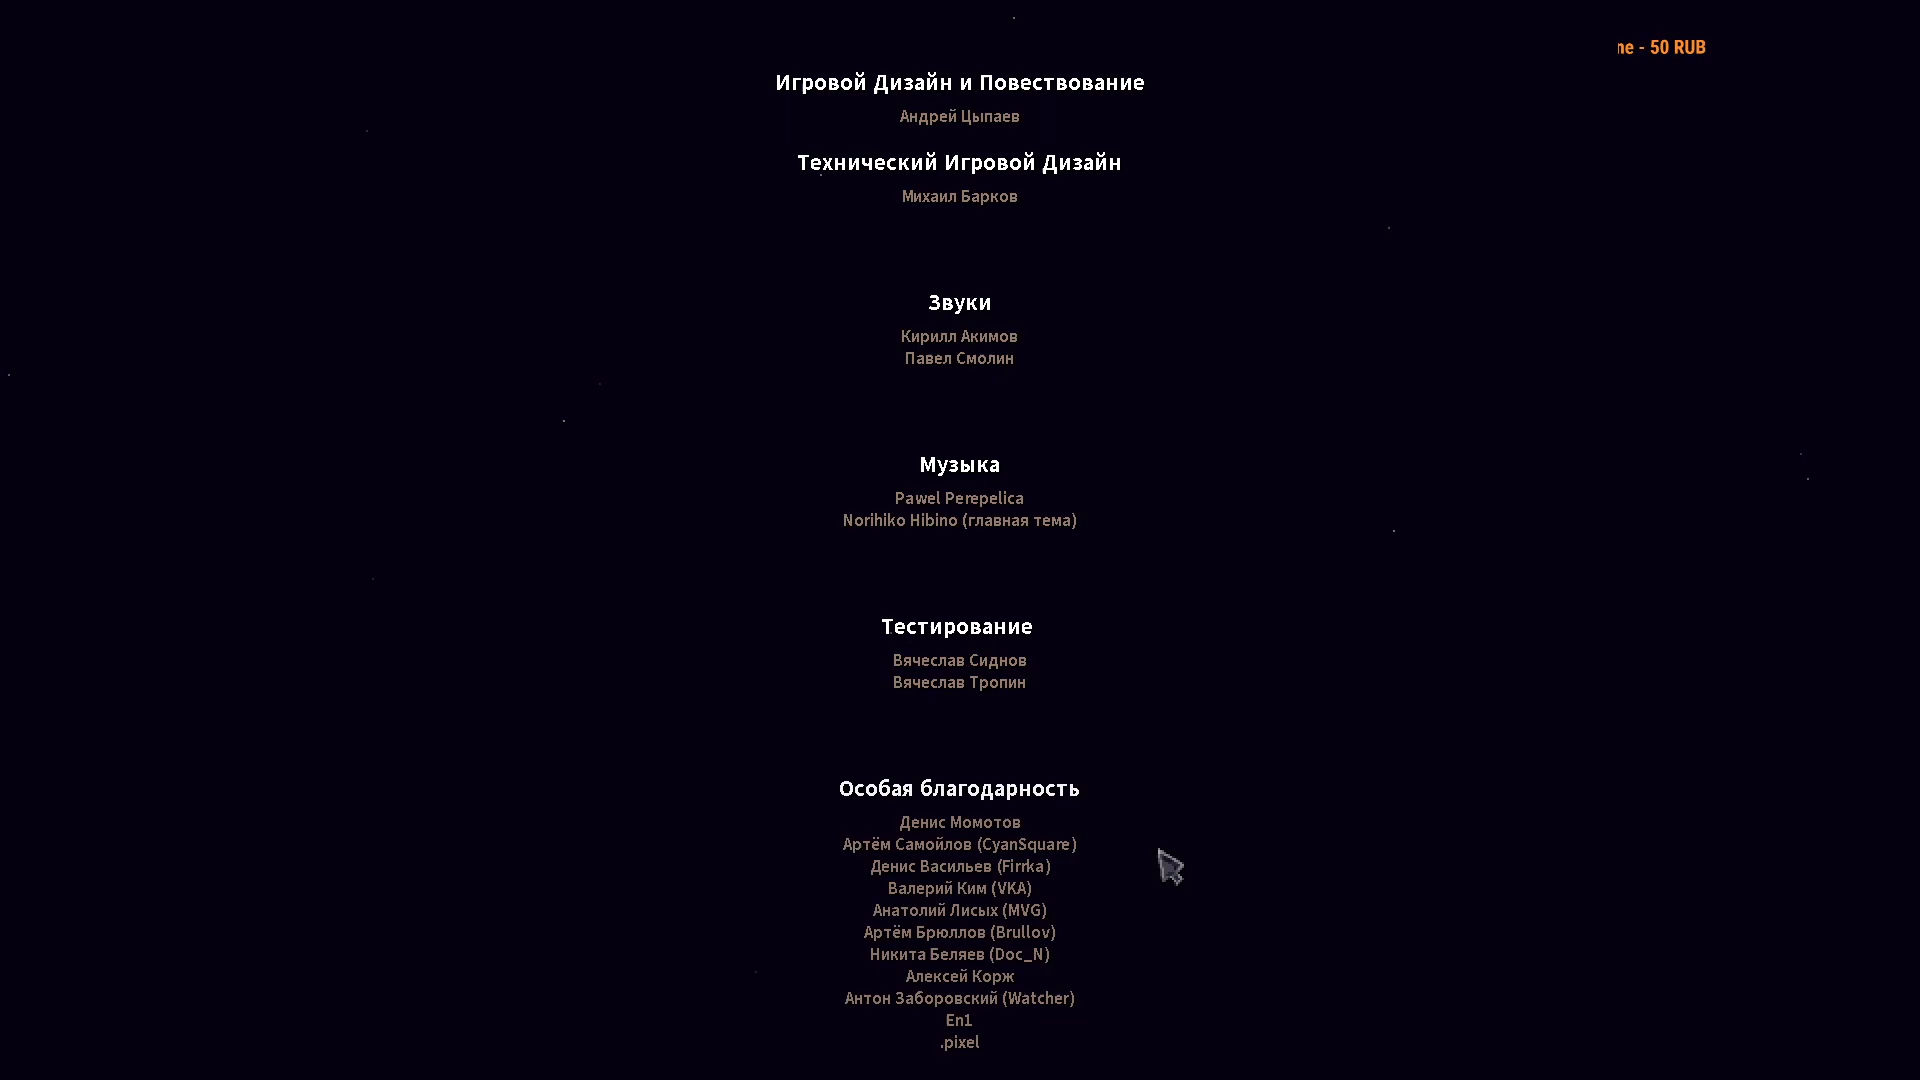 ne - 50 RUB
Игровой Дизайн и Повествование
Андрей Цыпаев
Технический Игровой Дизайн
Михаил Барков
Звуки
Кирилл Акимов
Павел Смолин
Музыка
Pawel Perepelica
Norihiko Hibino (главная тема)
Тестирование
Вячеслав Сиднов
Вячеслав Тропин
Особая благодарность
Денис Момотов
Артём Самойлов (CyanSquare)
Денис Васильев (Firrka)
Валерий Ким (VKA)
Анатолий Лисых (MVG)
Артём Брюллов (Brullov)
Никита Беляев (Doc_N)
Алексей Корж
Антон Заборовский (Watcher)
En1
.pixel